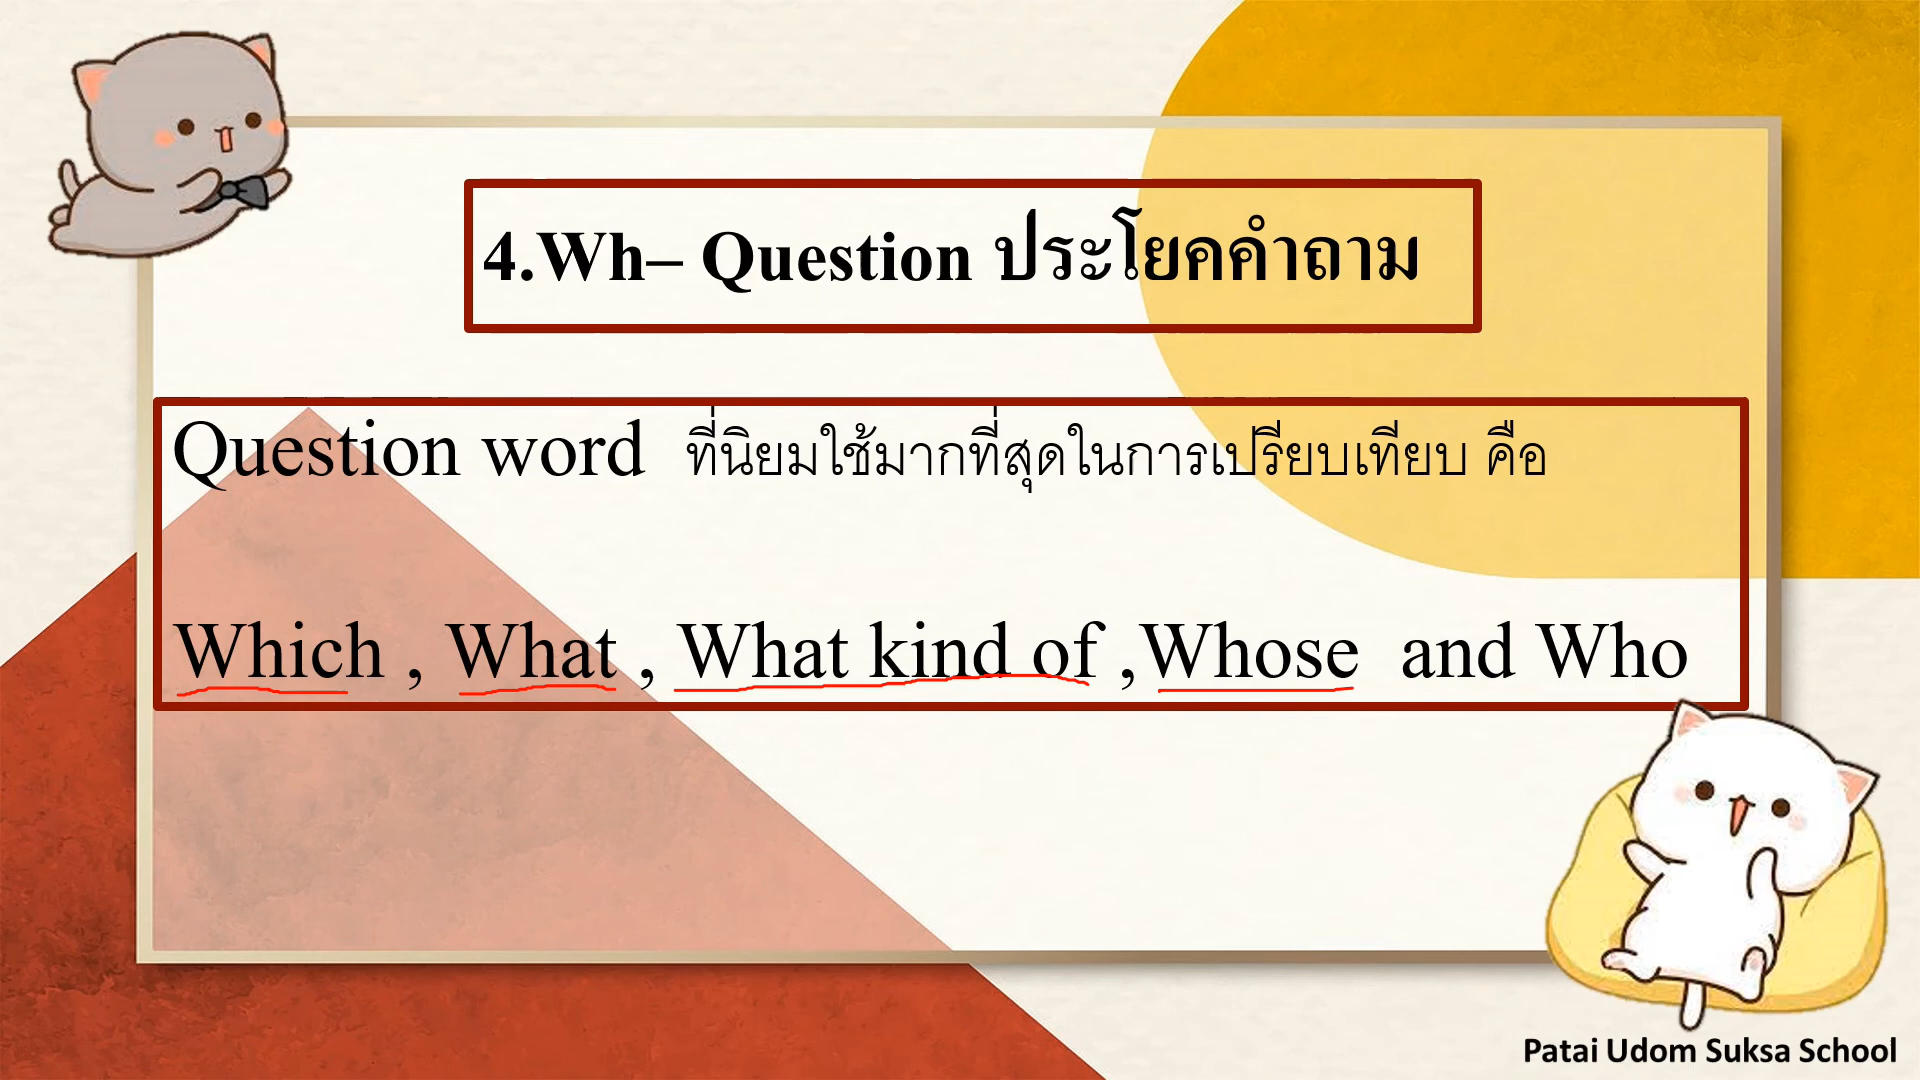 4.Wh– Question ประโยคคำถาม
Question word ที่นิยมใช้มากที่สุดในการเปรียบเทียบ คือ
Which , What , What kind of ,Whose and Who
Patai Udom Suksa School